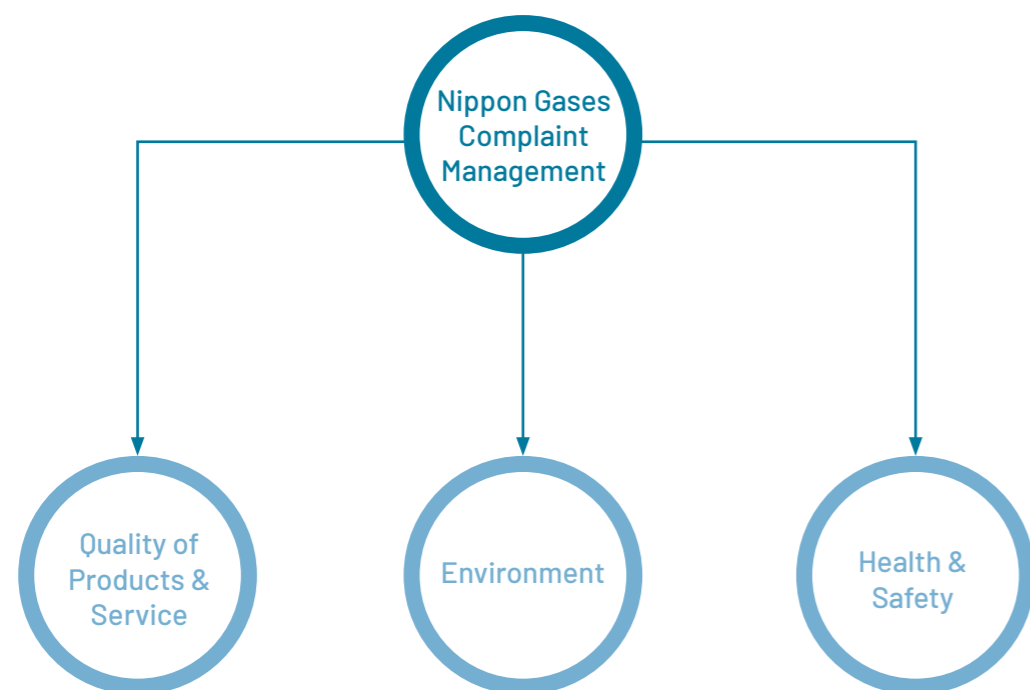 Nippon Gases
Complaint
Management
Quality of
Products &
Service
Environment
Health &
Safety